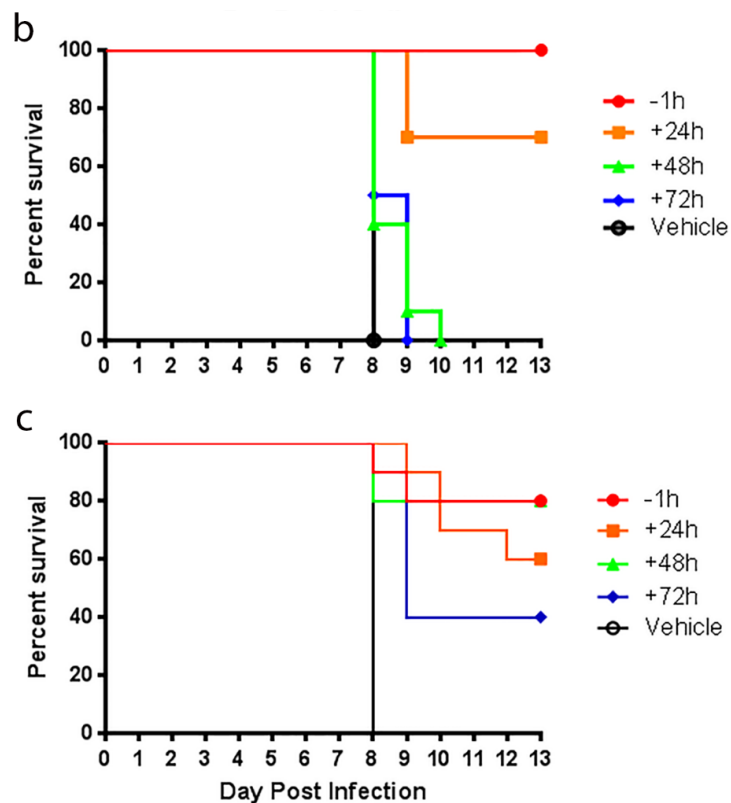 b
Percent survival
100
80
60
40
20
0
0 1 2 3 4 5 6 7 8 9 10 11 12 13
-1h
+24h
+48h
+72h
Vehicle
c
Percent survival
100
80
60
40
20
0
0 1 2 3 4 5 6 7 8 9 10 11 12 13
Day Post Infection
-1h
+24h
+48h
+72h
Vehicle